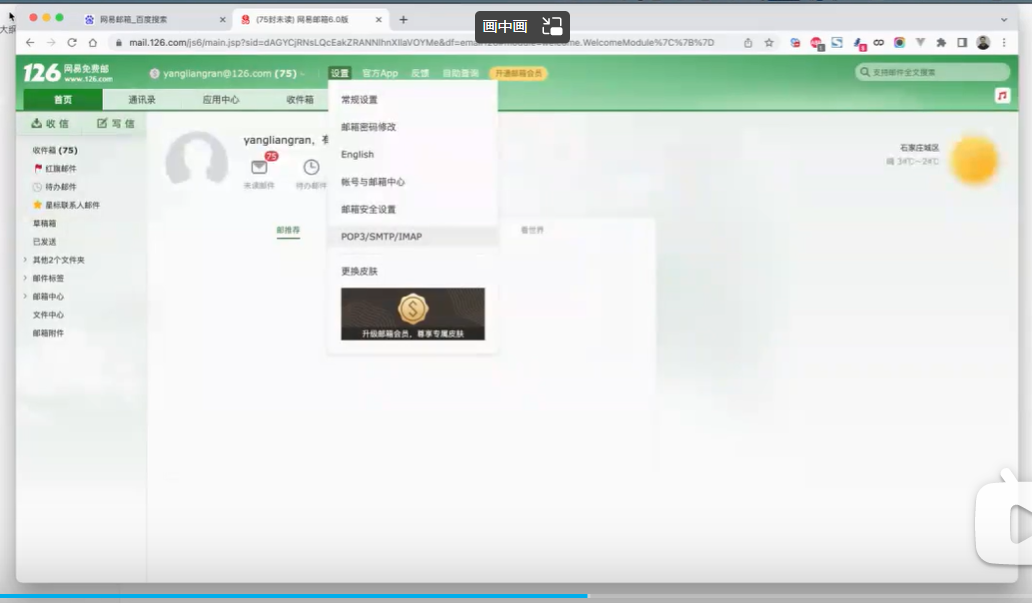 画中画
大纲
网易邮箱_百度搜索
(75封未读) 网易邮箱6.0版
mail.126.com/js6/main.jsp?sid=dAGYCjRNsLQcEakZRANNlhnXIlaVOYMe&df=
WelcomeModule%7C%7B%7D
126 网易免费邮
www.126.com
yangliangran@126.com (75)
设置
官方App
反馈
自助查询
开通邮箱会员
支持邮件全文搜索
首页
通讯录
应用中心
收件箱
收信
写信
收件箱 (75)
红旗邮件
待办邮件
星标联系人邮件
草稿箱
已发送
其他2个文件夹
邮件标签
邮箱中心
文件中心
邮箱附件
yangliangran，
75
未读邮件
待办邮件
常规设置
邮箱密码修改
English
帐号与邮箱中心
邮箱安全设置
POP3/SMTP/IMAP
更换皮肤
升级邮箱会员，尊享专属皮肤
邮推荐
看世界
石家庄城区
晴 34℃~24℃